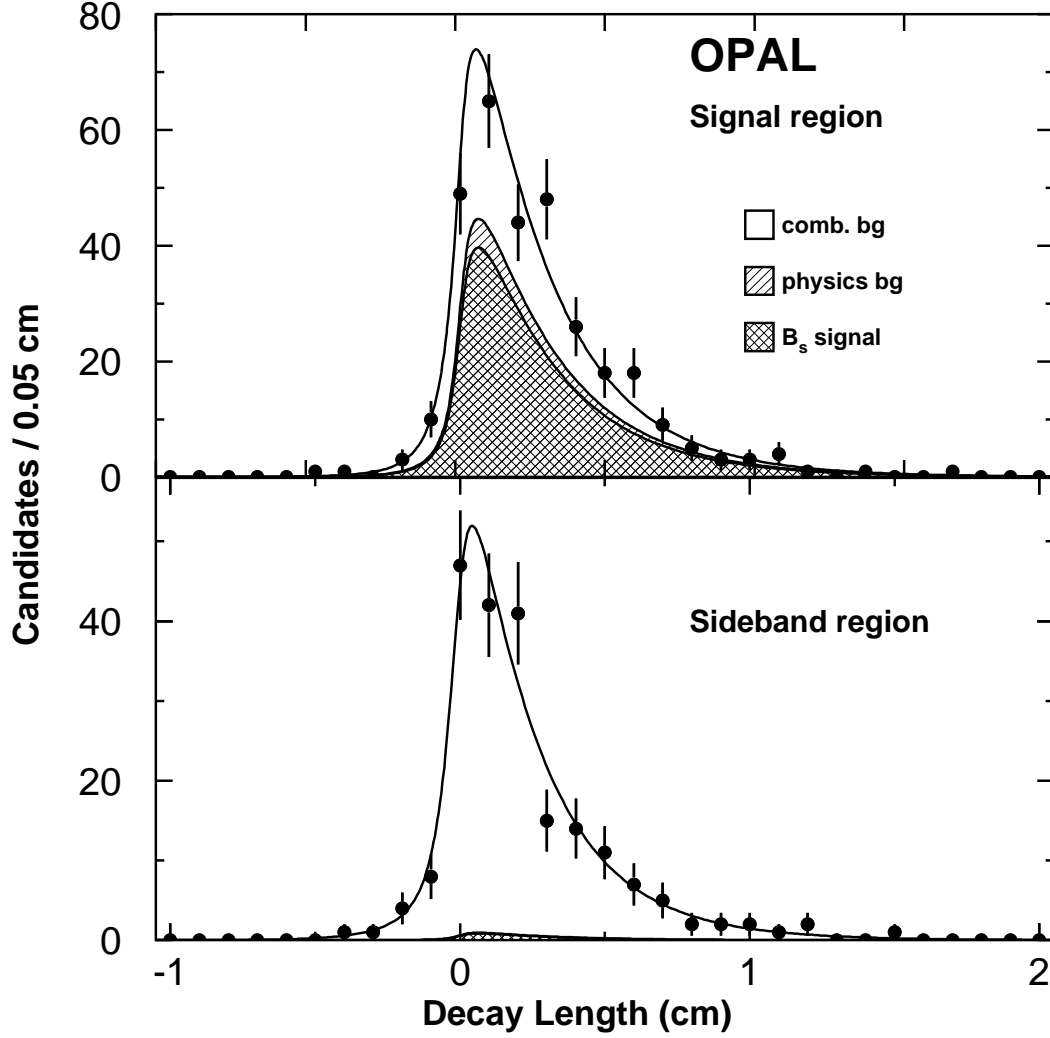 80
60
40
20
0
OPAL
Signal region
comb. bg
physics bg
Bs signal
Candidates / 0.05 cm
40
20
0
Sideband region
-1
0
1
2
Decay Length (cm)